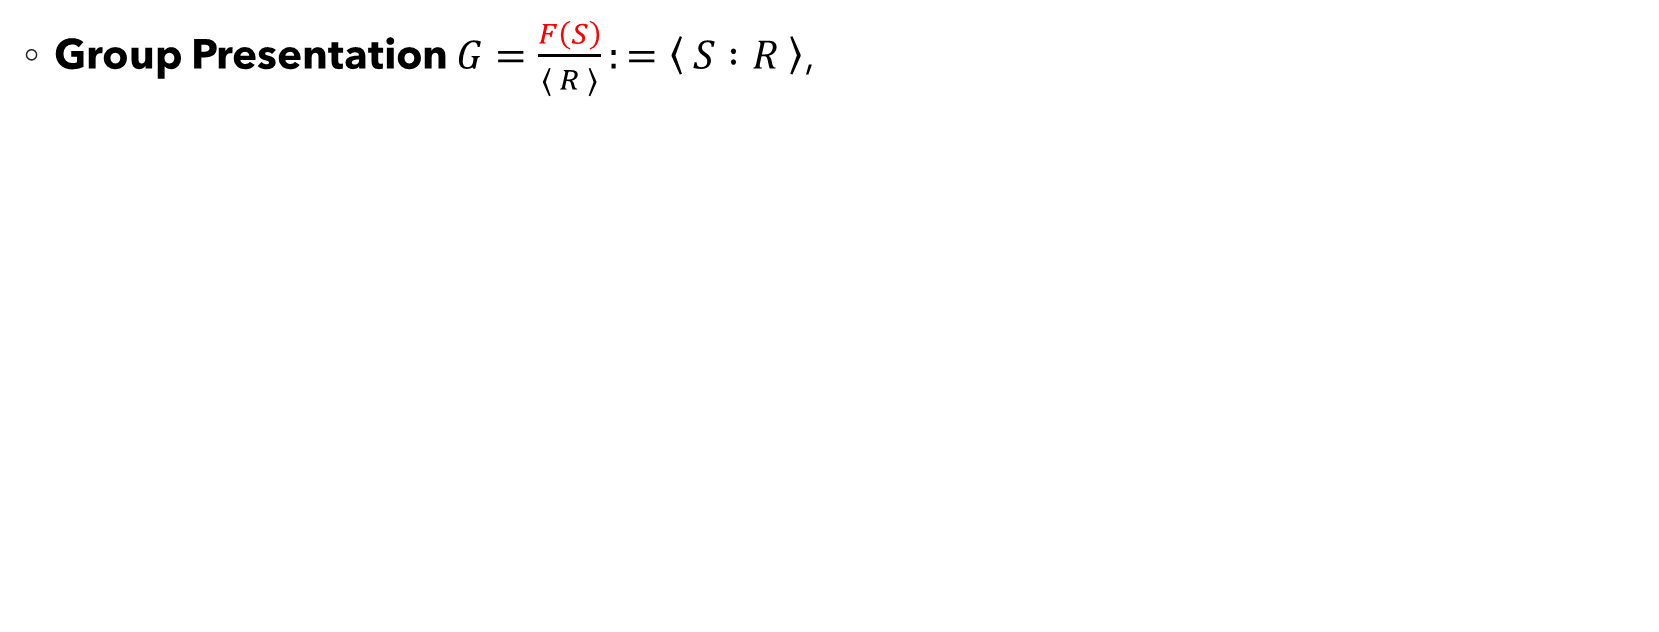 ◦ Group Presentation G = F(S)/⟨ R ⟩ := ⟨ S : R ⟩,